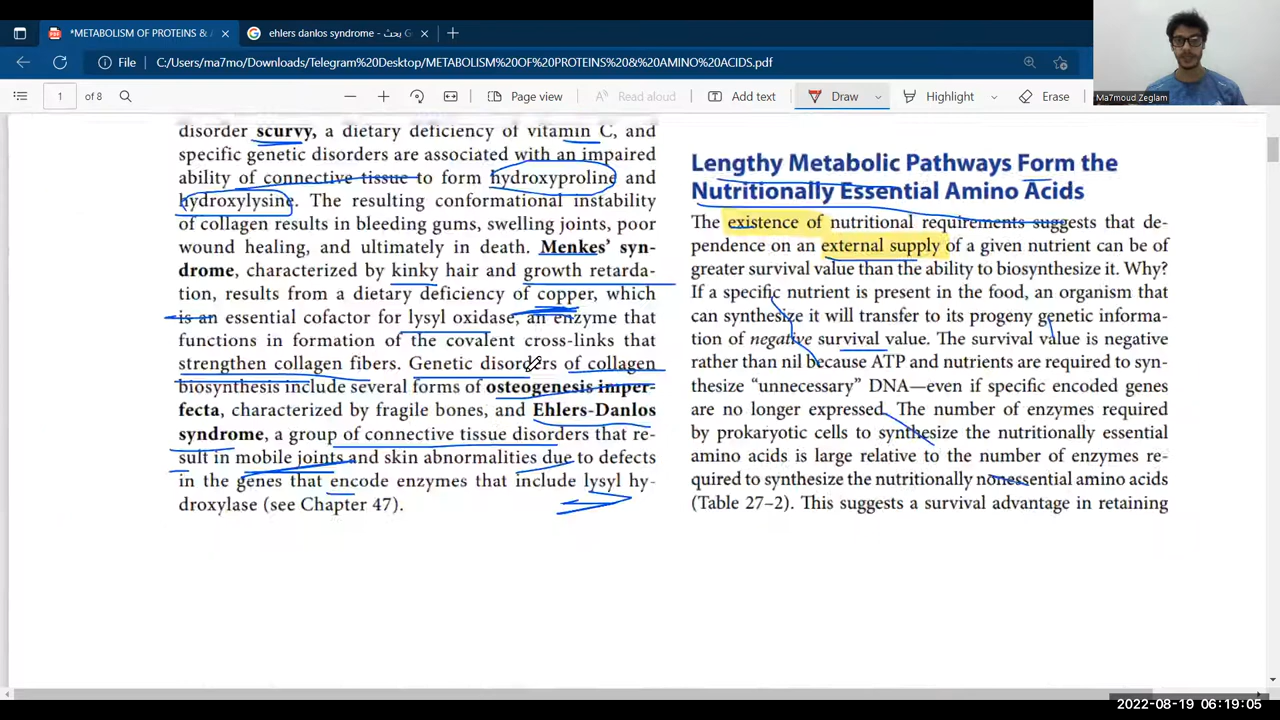 *METABOLISM OF PROTEINS & A
ehlers danlos syndrome - بحث G
File
C:/Users/ma7mo/Downloads/Telegram%20Desktop/METABOLISM%20OF%20PROTEINS%20&%20AMINO%20ACIDS.pdf
1 of 8
Page view
Read aloud
Add text
Draw
Highlight
Erase
Ma7moud Zeglam
disorder scurvy, a dietary deficiency of vitamin C, and
specific genetic disorders are associated with an impaired
ability of connective tissue to form hydroxyproline and
hydroxylysine. The resulting conformational instability
of collagen results in bleeding gums, swelling joints, poor
wound healing, and ultimately in death. Menkes' syn-
drome, characterized by kinky hair and growth retarda-
tion, results from a dietary deficiency of copper, which
is an essential cofactor for lysyl oxidase, an enzyme that
functions in formation of the covalent cross-links that
strengthen collagen fibers. Genetic disorders of collagen
biosynthesis include several forms of osteogenesis imper-
fecta, characterized by fragile bones, and Ehlers-Danlos
syndrome, a group of connective tissue disorders that re-
sult in mobile joints and skin abnormalities due to defects
in the genes that encode enzymes that include lysyl hy-
droxylase (see Chapter 47).
Lengthy Metabolic Pathways Form the
Nutritionally Essential Amino Acids
The existence of nutritional requirements suggests that de-
pendence on an external supply of a given nutrient can be of
greater survival value than the ability to biosynthesize it. Why?
If a specific nutrient is present in the food, an organism that
can synthesize it will transfer to its progeny genetic informa-
tion of negative survival value. The survival value is negative
rather than nil because ATP and nutrients are required to syn-
thesize "unnecessary" DNA—even if specific encoded genes
are no longer expressed. The number of enzymes required
by prokaryotic cells to synthesize the nutritionally essential
amino acids is large relative to the number of enzymes re-
quired to synthesize the nutritionally nonessential amino acids
(Table 27–2). This suggests a survival advantage in retaining
2022-08-19 06:19:05